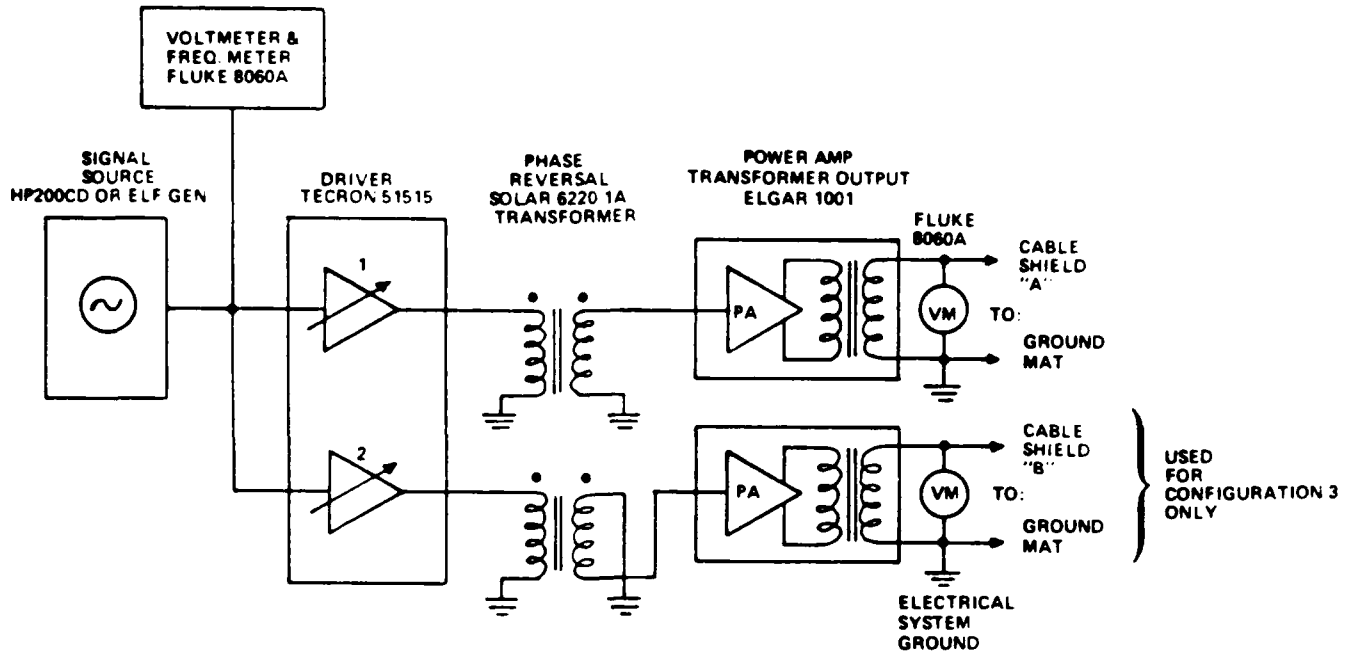 VOLTMETER &
FREQ. METER
FLUKE 8060A
SIGNAL
SOURCE
HP200CD OR ELF GEN
DRIVER
TECRON 51515
PHASE
REVERSAL
SOLAR 6220 1A
TRANSFORMER
POWER AMP
TRANSFORMER OUTPUT
ELGAR 1001
FLUKE
8060A
1
PA
VM
CABLE
SHIELD
"A"
TO:
GROUND
MAT
2
PA
VM
CABLE
SHIELD
"B"
TO:
GROUND
MAT
USED
FOR
CONFIGURATION 3
ONLY
ELECTRICAL
SYSTEM
GROUND